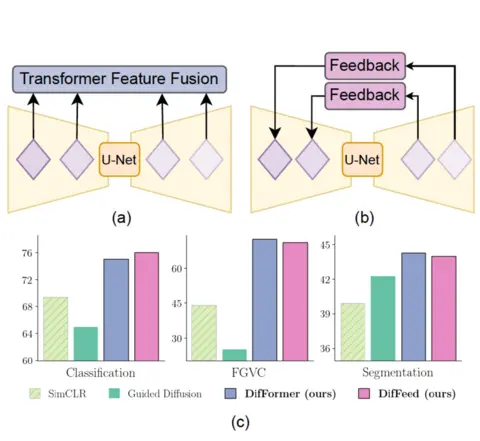 Transformer Feature Fusion
U-Net
(a)
Feedback
Feedback
U-Net
(b)
76
72
68
64
60
Classification
60
45
30
FGVC
45
42
39
36
Segmentation
SimCLR
Guided Diffusion
DifFormer (ours)
DifFeed (ours)
(c)